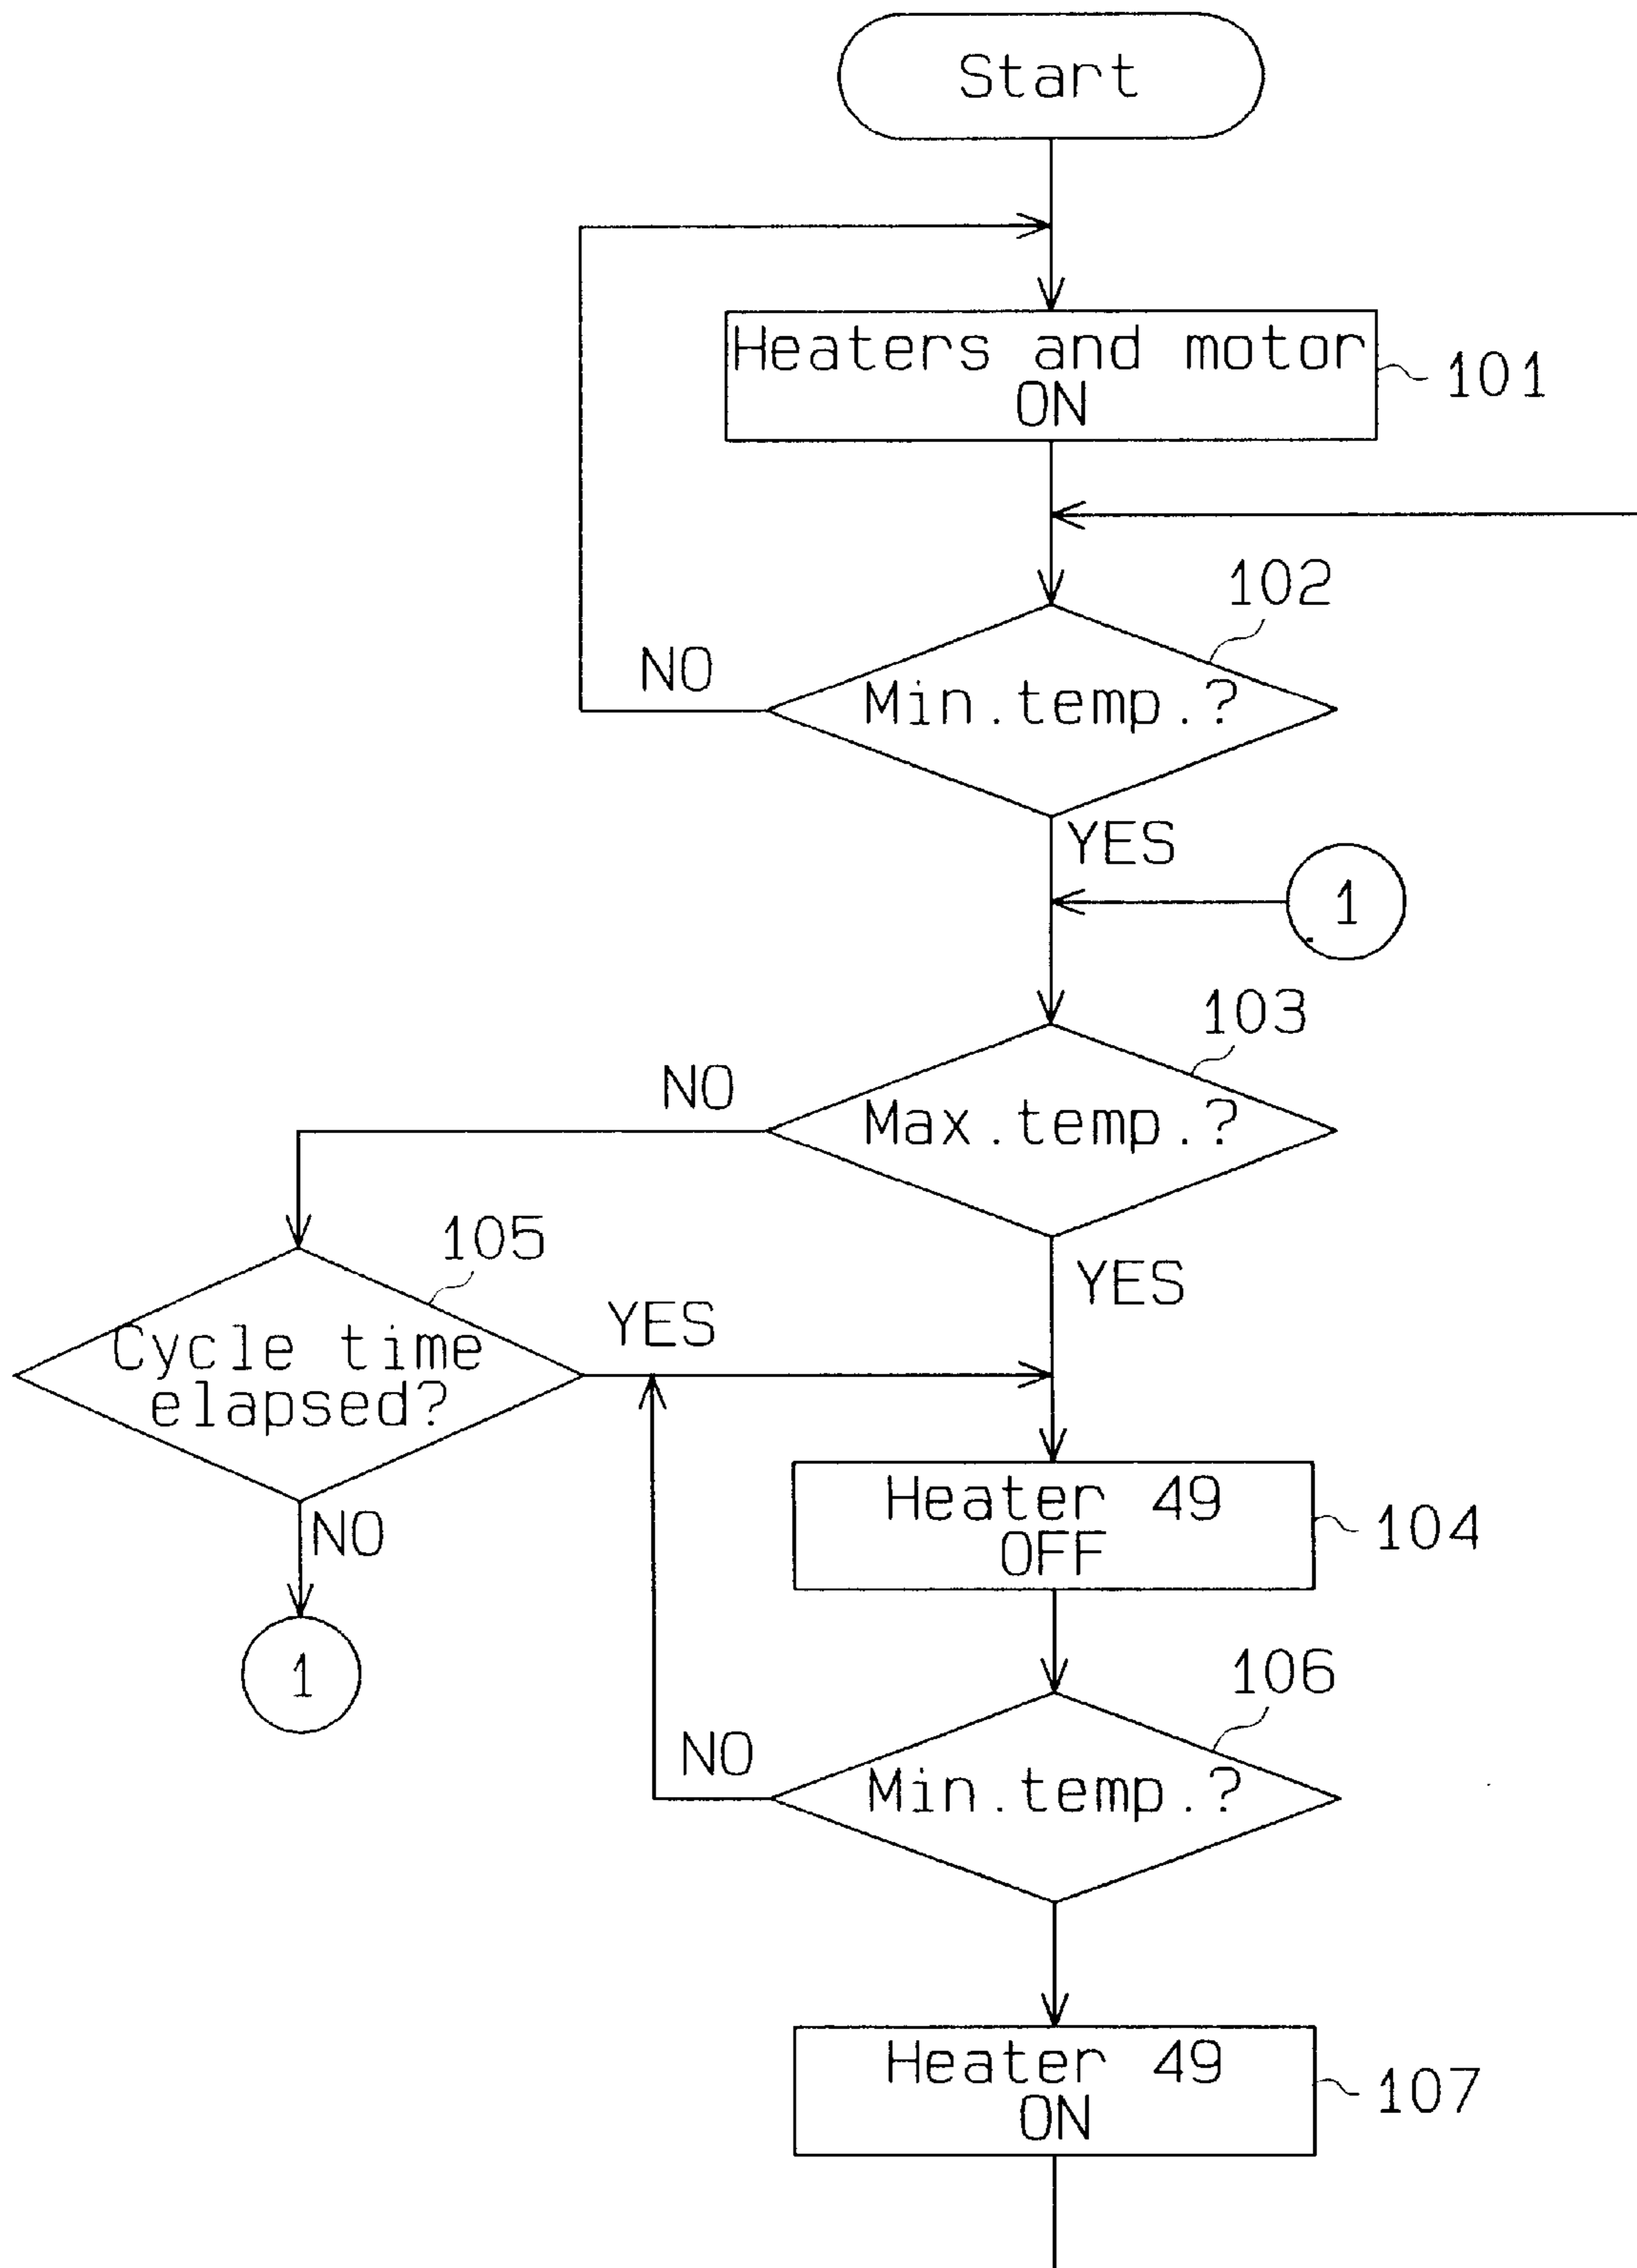 Start
Heaters and motor
ON
101
102
NO
Min.temp.?
YES
1
103
NO
Max.temp.?
105
YES
Cycle time
elapsed?
YES
Heater 49
OFF
104
NO
1
106
NO
Min.temp.?
Heater 49
ON
107